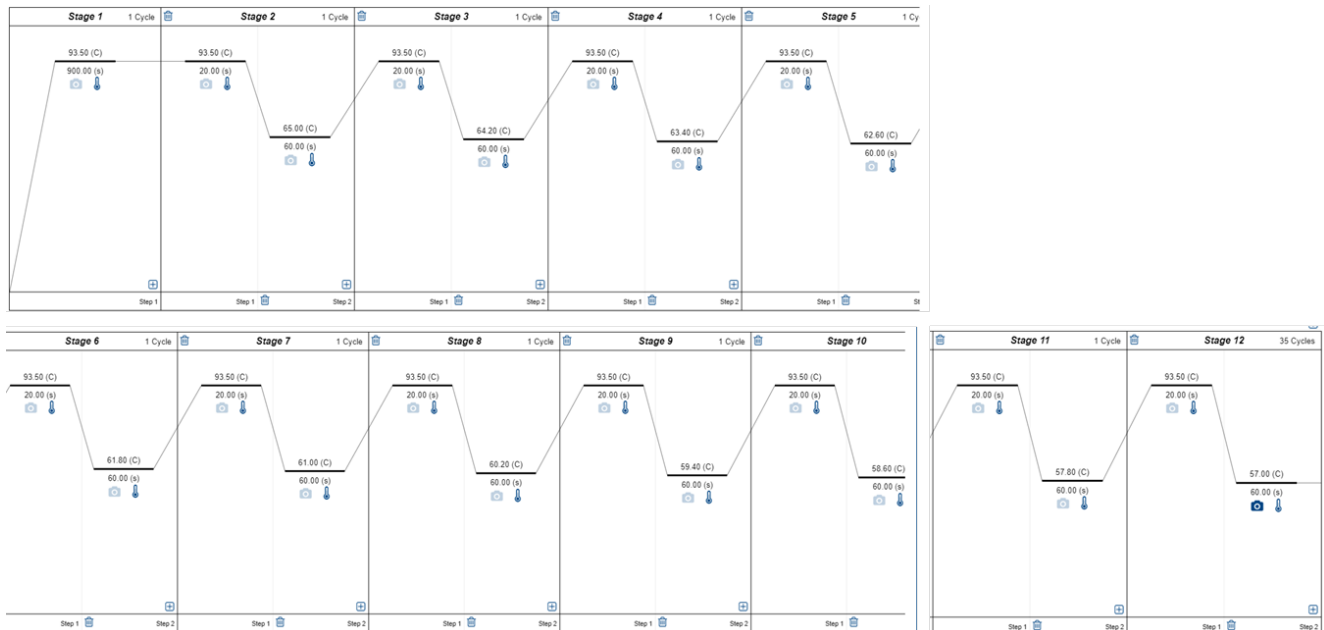 Stage 1 1 Cycle Stage 2 1 Cycle Stage 3 1 Cycle Stage 4 1 Cycle Stage 5 1 Cy
93.50 (C) 93.50 (C) 93.50 (C) 93.50 (C) 93.50 (C)
900.00 (s) 20.00 (s) 20.00 (s) 20.00 (s) 20.00 (s)
65.00 (C) 64.20 (C) 63.40 (C) 62.60 (C)
60.00 (s) 60.00 (s) 60.00 (s) 60.00 (s)
Step 1 Step 1 Step 2 Step 1 Step 2 Step 1 Step 2 Step 1 St
Stage 6 1 Cycle Stage 7 1 Cycle Stage 8 1 Cycle Stage 9 1 Cycle Stage 10
93.50 (C) 93.50 (C) 93.50 (C) 93.50 (C) 93.50 (C)
20.00 (s) 20.00 (s) 20.00 (s) 20.00 (s) 20.00 (s)
61.80 (C) 61.00 (C) 60.20 (C) 59.40 (C) 58.60 (C)
60.00 (s) 60.00 (s) 60.00 (s) 60.00 (s) 60.00 (s)
Step 1 Step 2 Step 1 Step 2 Step 1 Step 2 Step 1 Step 2 Step 1
Stage 11 1 Cycle Stage 12 35 Cycles
93.50 (C) 93.50 (C)
20.00 (s) 20.00 (s)
57.80 (C) 57.00 (C)
60.00 (s) 60.00 (s)
Step 1 Step 2 Step 1 Step 2